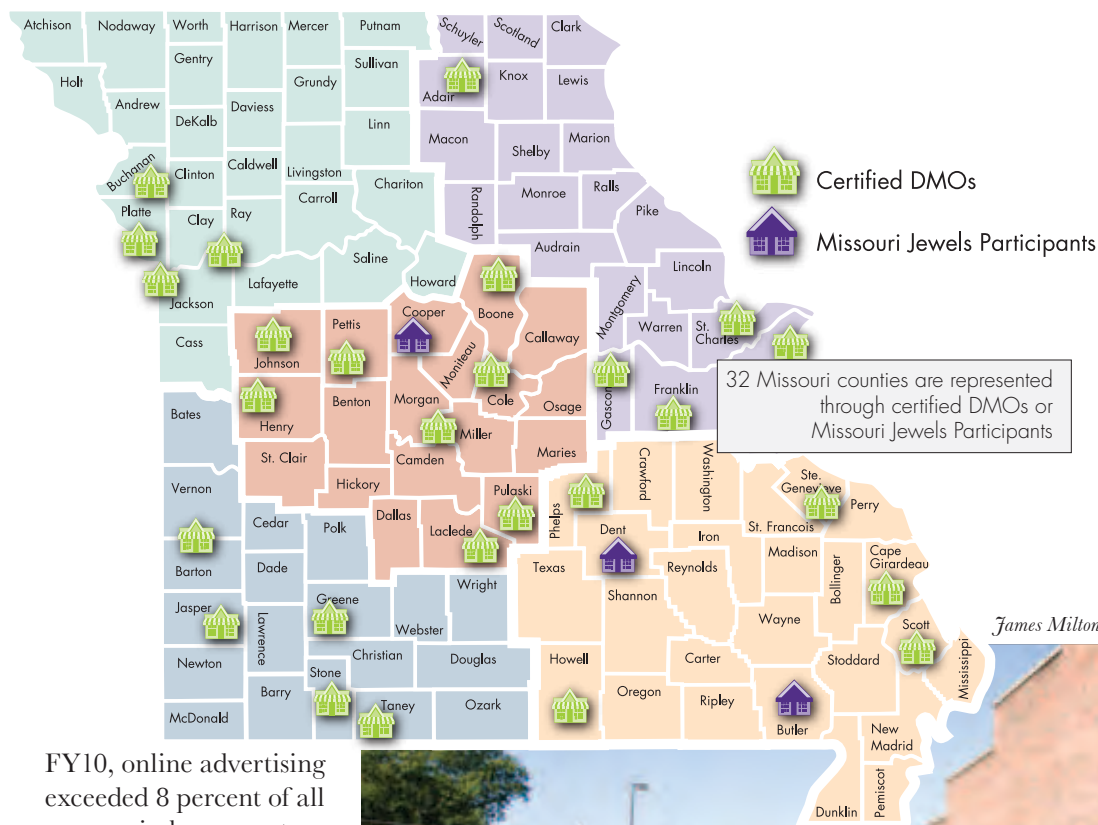 Atchison
Nodaway
Worth
Harrison
Mercer
Putnam
Schuyler
Scotland
Clark
Gentry
Sullivan
Holt
Grundy
Adair
Knox
Lewis
Andrew
Daviess
DeKalb
Linn
Macon
Marion
Shelby
Buchanan
Clinton
Caldwell
Livingston
Chariton
Certified DMOs
Platte
Clay
Ray
Carroll
Randolph
Monroe
Ralls
Pike
Missouri Jewels Participants
Audrain
Saline
Lafayette
Howard
Lincoln
Jackson
Cooper
Boone
Montgomery
Pettis
Callaway
Warren
St.
Charles
Cass
Johnson
Moniteau
32 Missouri counties are represented
through certified DMOs or
Missouri Jewels Participants
Bates
Benton
Morgan
Cole
Osage
Gascon
Franklin
Henry
Miller
St. Clair
Camden
Maries
Crawford
Washington
Vernon
Hickory
Pulaski
Phelps
Ste.
Genevieve
Perry
Cedar
Polk
Dallas
Laclede
Dent
Iron
St. Francois
Barton
Dade
Texas
Reynolds
Madison
Bollinger
Cape
Girardeau
Wright
Jasper
Lawrence
Greene
Webster
Shannon
Wayne
Scott
James Milton
Mississippi
Newton
Christian
Douglas
Howell
Carter
Stoddard
Stone
Barry
Taney
Ozark
Oregon
Ripley
McDonald
Butler
New
Madrid
Dunklin
Pemiscot
FY10, online advertising
exceeded 8 percent of all